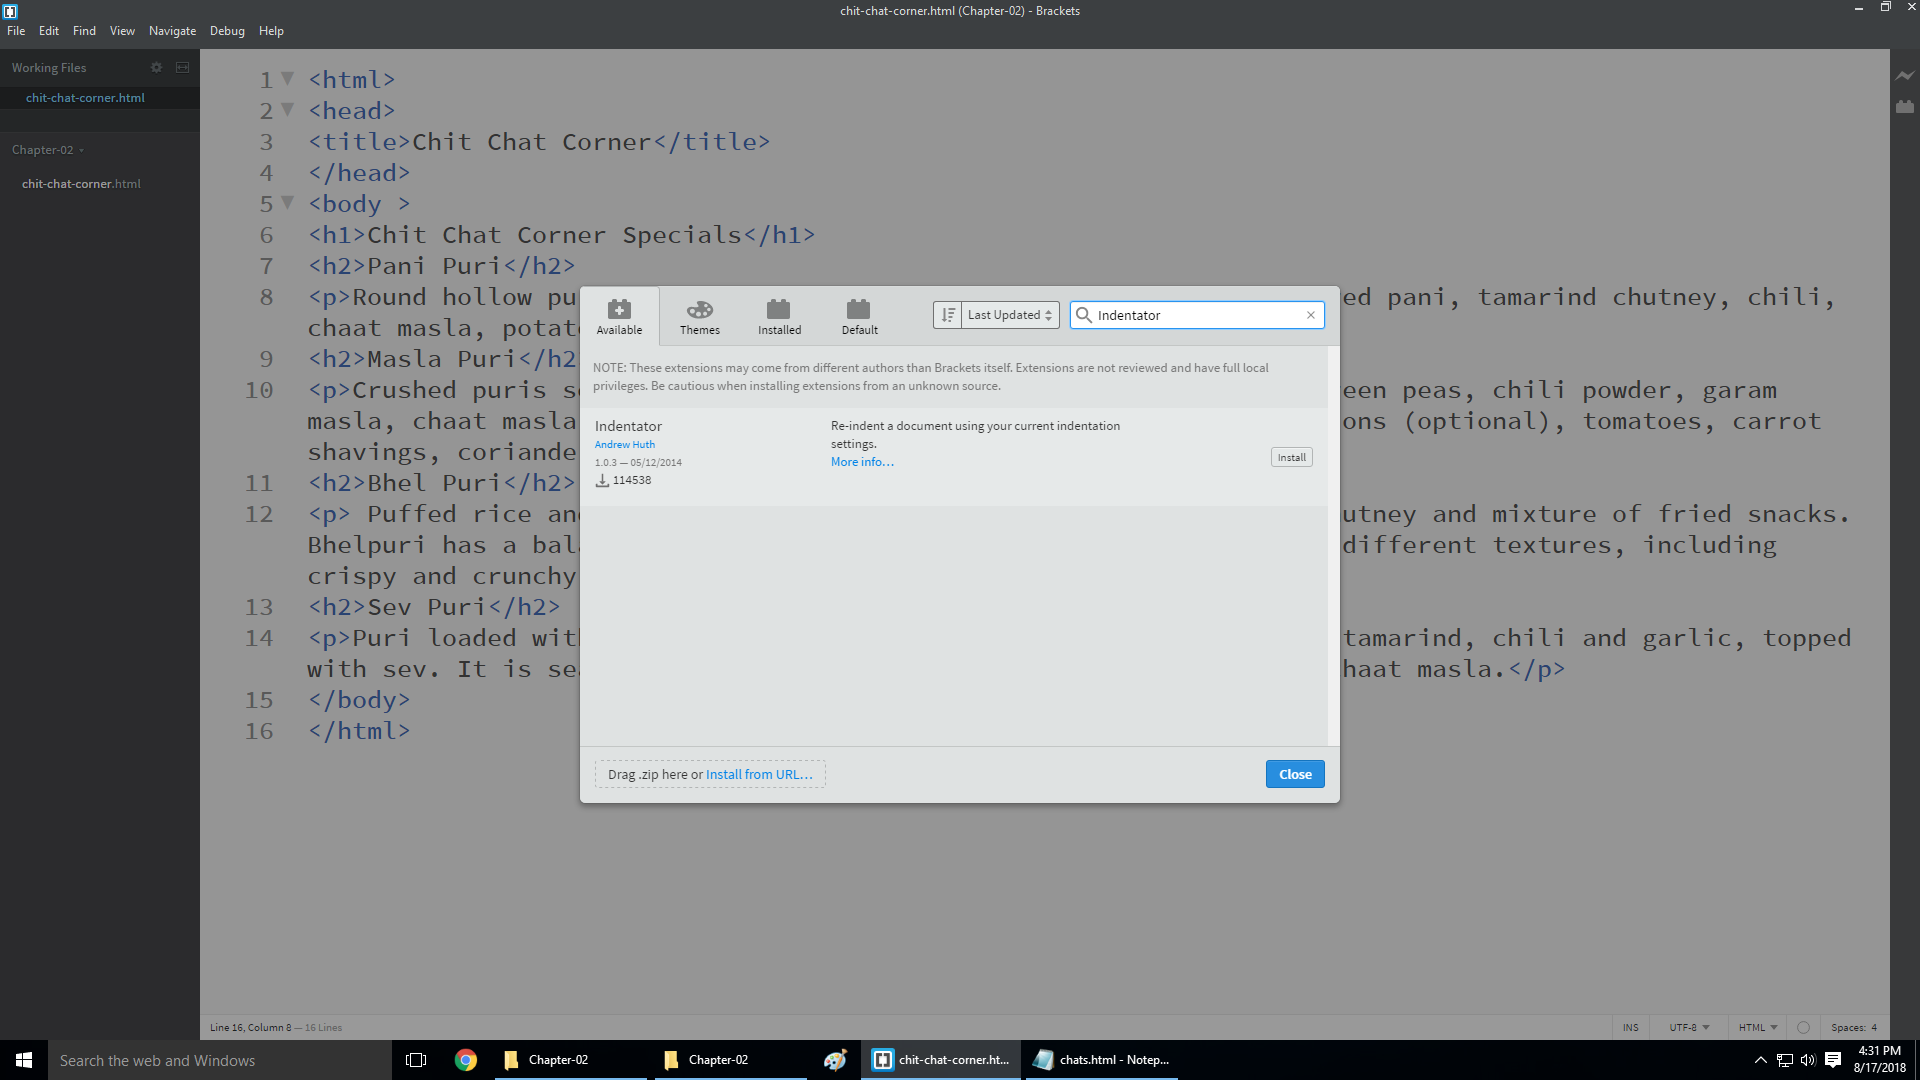 chit-chat-corner.html (Chapter-02) - Brackets
File Edit Find View Navigate Debug Help
Working Files
chit-chat-corner.html
Chapter-02
chit-chat-corner.html
1 <html>
2 <head>
3 <title>Chit Chat Corner</title>
4 </head>
5 <body >
6 <h1>Chit Chat Corner Specials</h1>
7 <h2>Pani Puri</h2>
8 <p>Round hollow pu ed pani, tamarind chutney, chili,
chaat masla, potat
9 <h2>Masla Puri</h2
10 <p>Crushed puris s een peas, chili powder, garam
masla, chaat masla ons (optional), tomatoes, carrot
shavings, coriande
11 <h2>Bhel Puri</h2>
12 <p> Puffed rice an utney and mixture of fried snacks.
Bhelpuri has a bal different textures, including
crispy and crunchy
13 <h2>Sev Puri</h2>
14 <p>Puri loaded wit tamarind, chili and garlic, topped
with sev. It is se haat masla.</p>
15 </body>
16 </html>
Available Themes Installed Default
Last Updated
Indentator
NOTE: These extensions may come from different authors than Brackets itself. Extensions are not reviewed and have full local
privileges. Be cautious when installing extensions from an unknown source.
Indentator
Andrew Huth
1.0.3 — 05/12/2014
114538
Re-indent a document using your current indentation
settings.
More info…
Install
Drag .zip here or Install from URL…
Close
Line 16, Column 8 — 16 Lines
INS UTF-8 HTML Spaces: 4
Search the web and Windows
Chapter-02
Chapter-02
chit-chat-corner.ht...
chats.html - Notep...
4:31 PM
8/17/2018